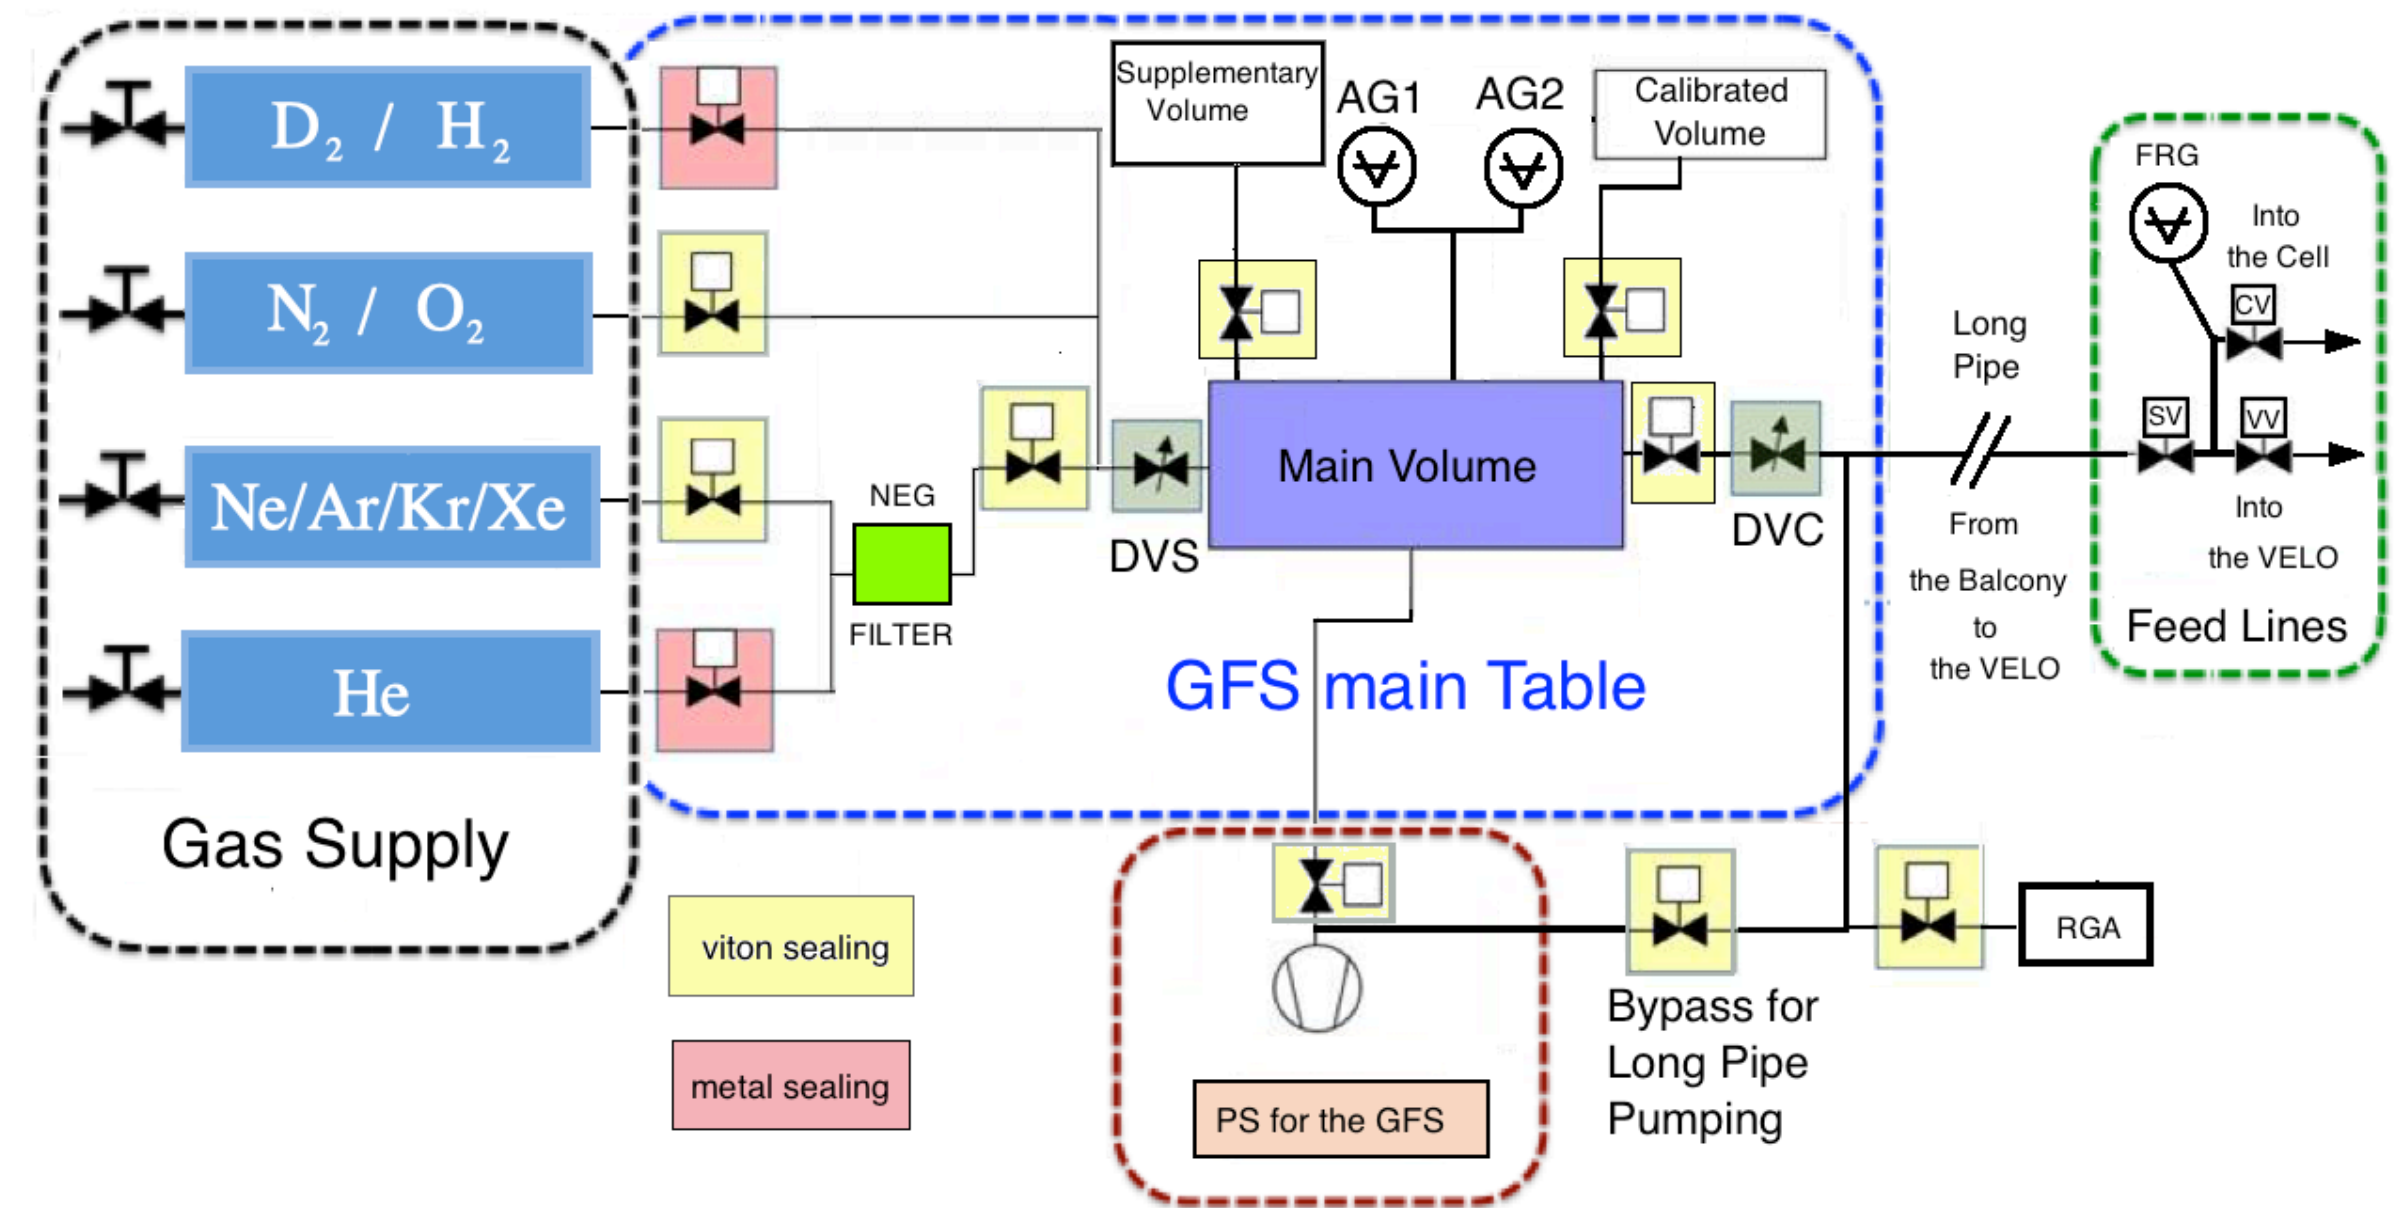 D₂ / H₂
N₂ / O₂
Ne/Ar/Kr/Xe
He
Gas Supply
viton sealing
metal sealing
NEG
FILTER
DVS
Supplementary
Volume
AG1
AG2
Calibrated
Volume
Main Volume
DVC
GFS main Table
PS for the GFS
Bypass for
Long Pipe
Pumping
RGA
Long
Pipe
From
the Balcony
to
the VELO
FRG
Into
the Cell
CV
SV
VV
Into
the VELO
Feed Lines